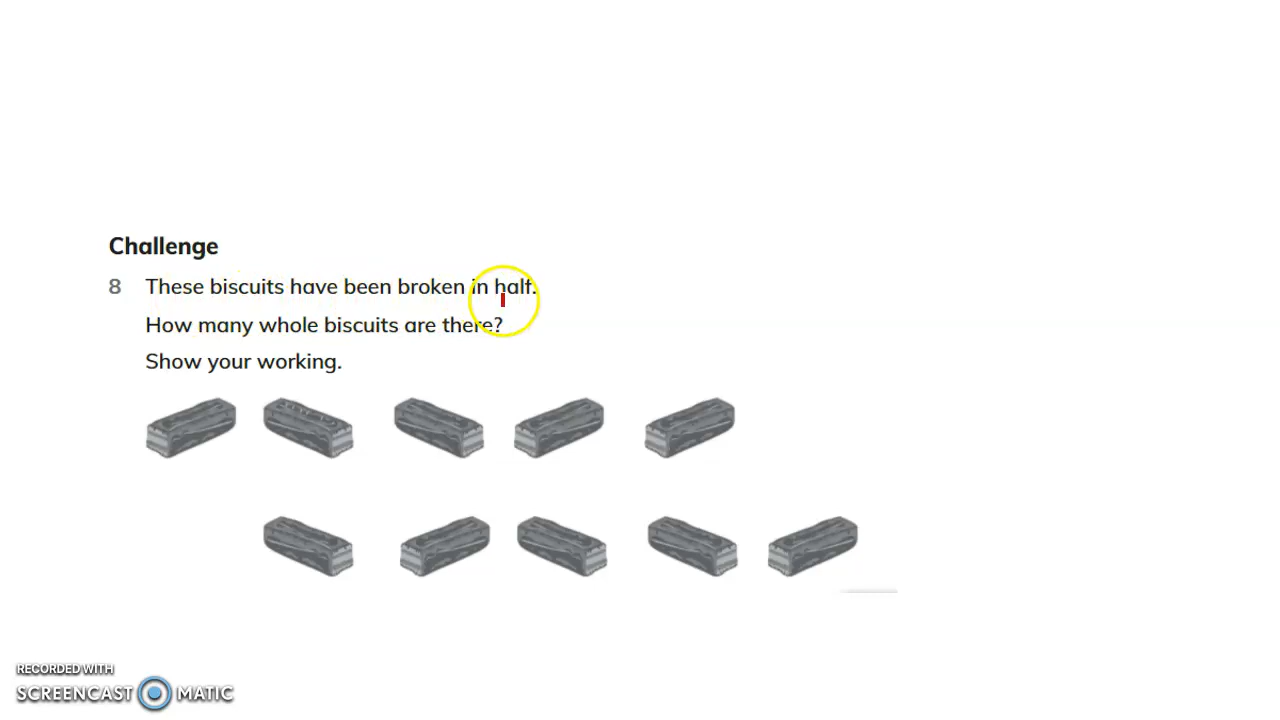 Challenge
8 These biscuits have been broken in half.
How many whole biscuits are there?
Show your working.
RECORDED WITH
SCREENCAST MATIC